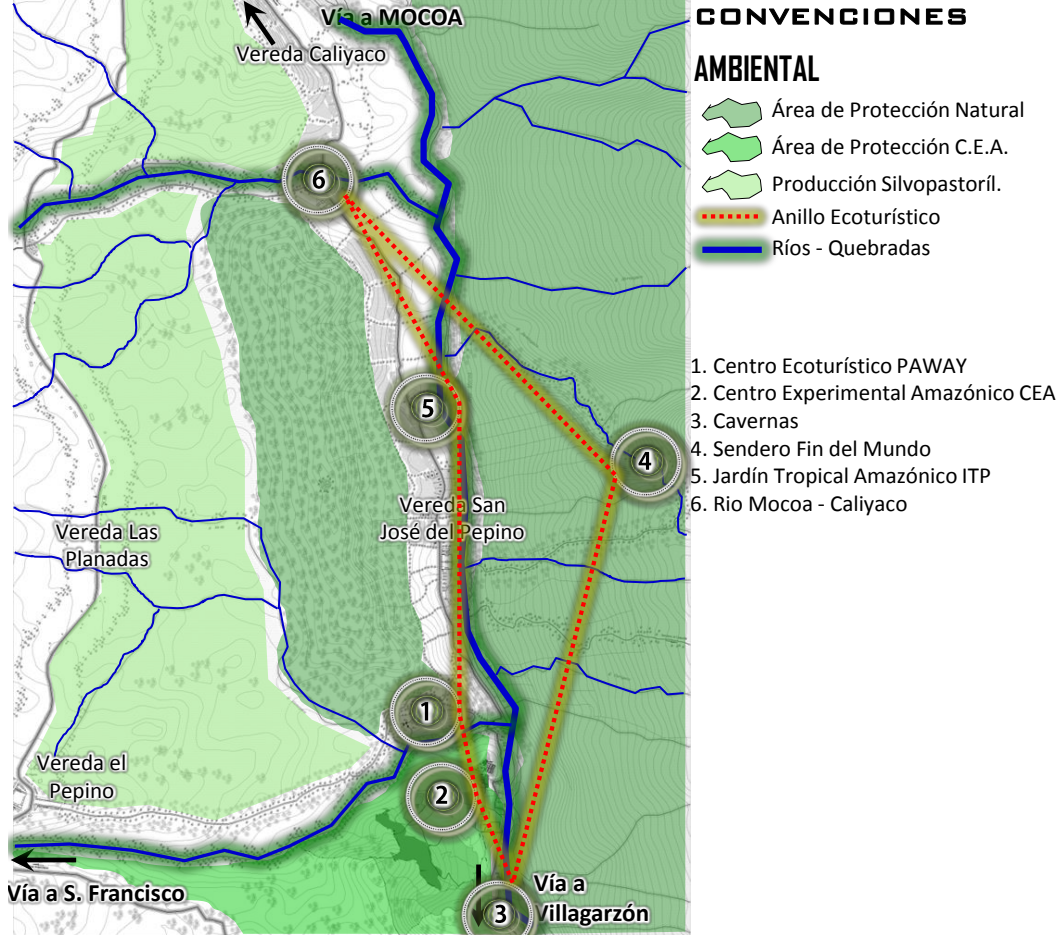 Vía a MOCOA
Vereda Caliyaco
6
5
4
Vereda San
José del Pepino
Vereda Las
Planadas
1
2
Vereda el
Pepino
Vía a S. Francisco
Vía a
Villagarzón
3
CONVENCIONES
AMBIENTAL
Área de Protección Natural
Área de Protección C.E.A.
Producción Silvopastoríl.
Anillo Ecoturístico
Ríos - Quebradas
1. Centro Ecoturístico PAWAY
2. Centro Experimental Amazónico CEA
3. Cavernas
4. Sendero Fin del Mundo
5. Jardín Tropical Amazónico ITP
6. Rio Mocoa - Caliyaco